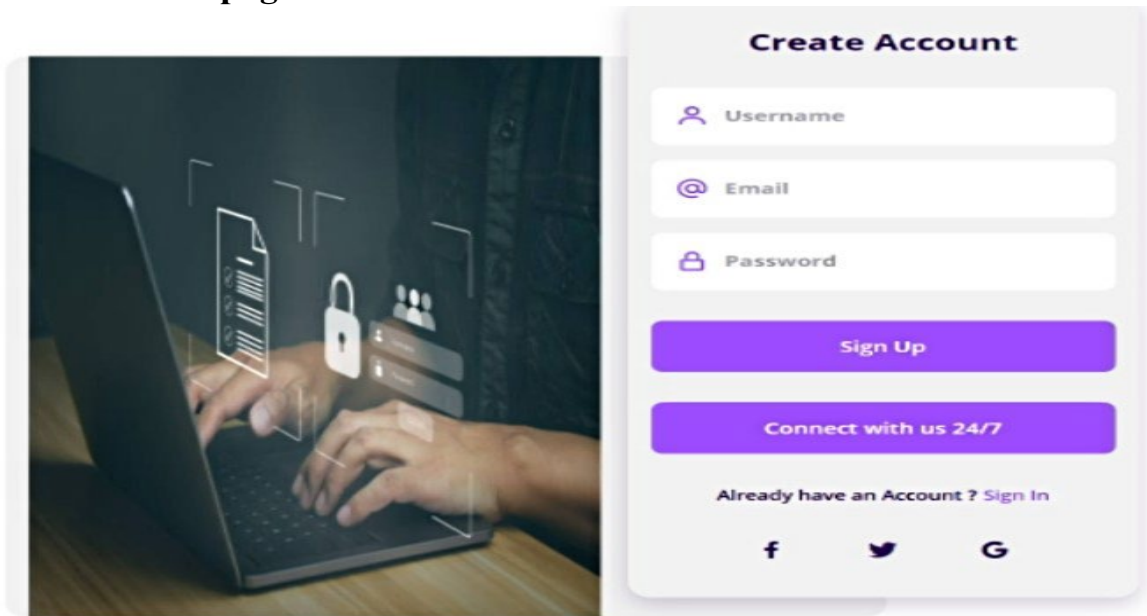 Create Account
Username
Email
Password
Sign Up
Connect with us 24/7
Already have an Account ? Sign In